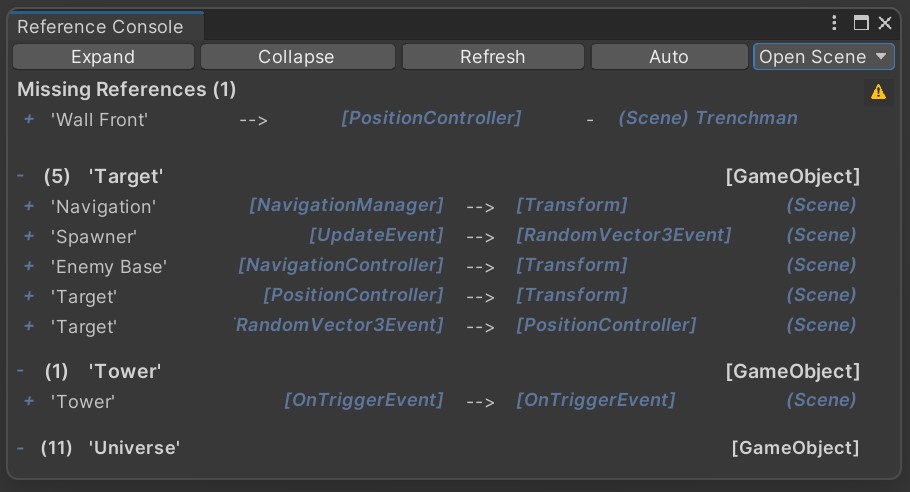 Reference Console
Expand Collapse Refresh Auto Open Scene
Missing References (1)
+ 'Wall Front' --> [PositionController] - (Scene) Trenchman
- (5) 'Target' [GameObject]
+ 'Navigation' [NavigationManager] --> [Transform] (Scene)
+ 'Spawner' [UpdateEvent] --> [RandomVector3Event] (Scene)
+ 'Enemy Base' [NavigationController] --> [Transform] (Scene)
+ 'Target' [PositionController] --> [Transform] (Scene)
+ 'Target' RandomVector3Event] --> [PositionController] (Scene)
- (1) 'Tower' [GameObject]
+ 'Tower' [OnTriggerEvent] --> [OnTriggerEvent] (Scene)
- (11) 'Universe' [GameObject]